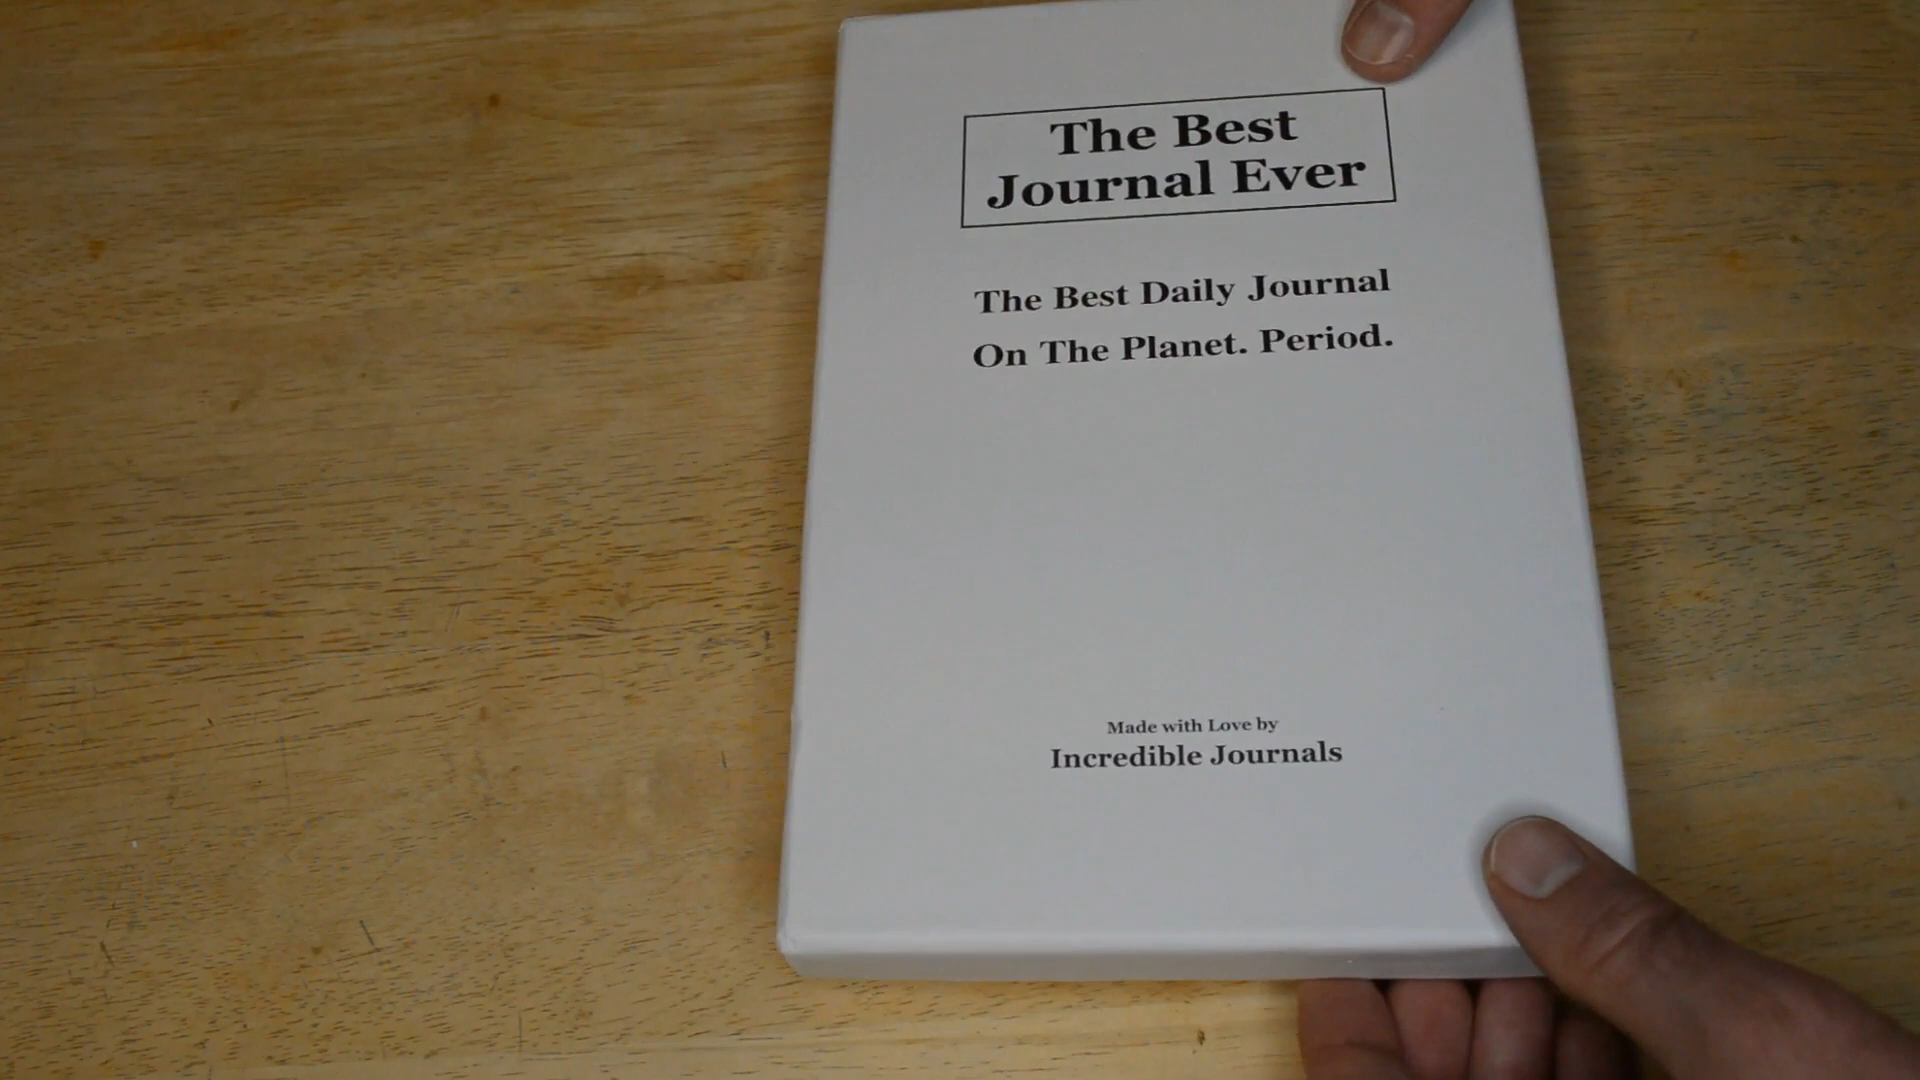 The Best
Journal Ever
The Best Daily Journal
On The Planet. Period.
Made with Love by
Incredible Journals